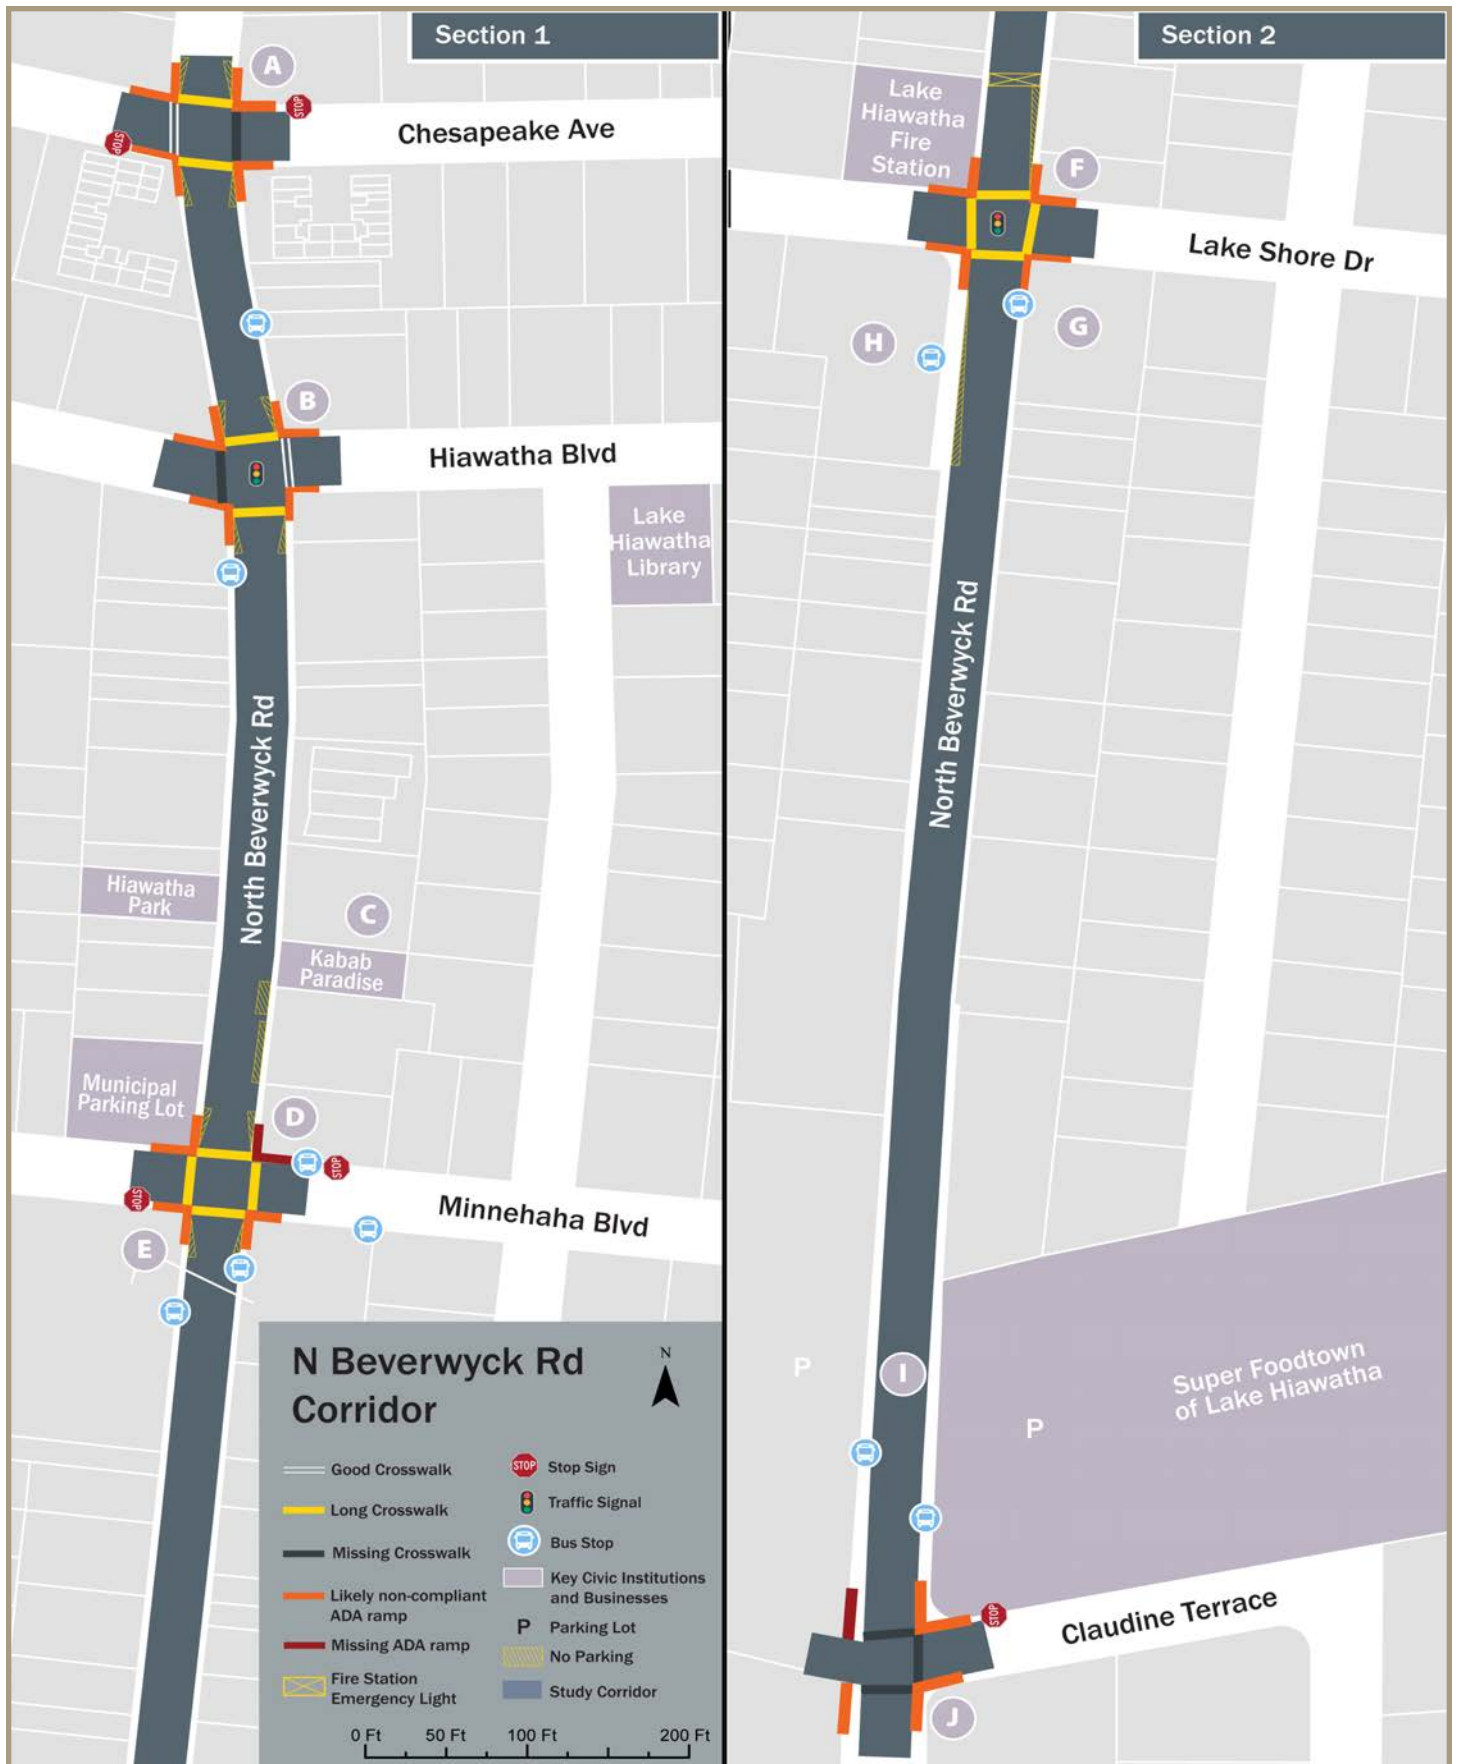 Section 1
A
STOP
Chesapeake Ave
STOP
B
Hiawatha Blvd
Lake
Hiawatha
Library
North Beverwyck Rd
Hiawatha
Park
C
Kabab
Paradise
Municipal
Parking Lot
D
STOP
STOP
Minnehaha Blvd
E
N Beverwyck Rd
Corridor
N
Good Crosswalk
Long Crosswalk
Missing Crosswalk
Likely non-compliant
ADA ramp
Missing ADA ramp
Fire Station
Emergency Light
STOP
Stop Sign
Traffic Signal
Bus Stop
Key Civic Institutions
and Businesses
P
Parking Lot
No Parking
Study Corridor
0 Ft 50 Ft 100 Ft 200 Ft
Section 2
Lake
Hiawatha
Fire
Station
F
Lake Shore Dr
G
H
North Beverwyck Rd
Super Foodtown
of Lake Hiawatha
P
I
P
STOP
Claudine Terrace
J